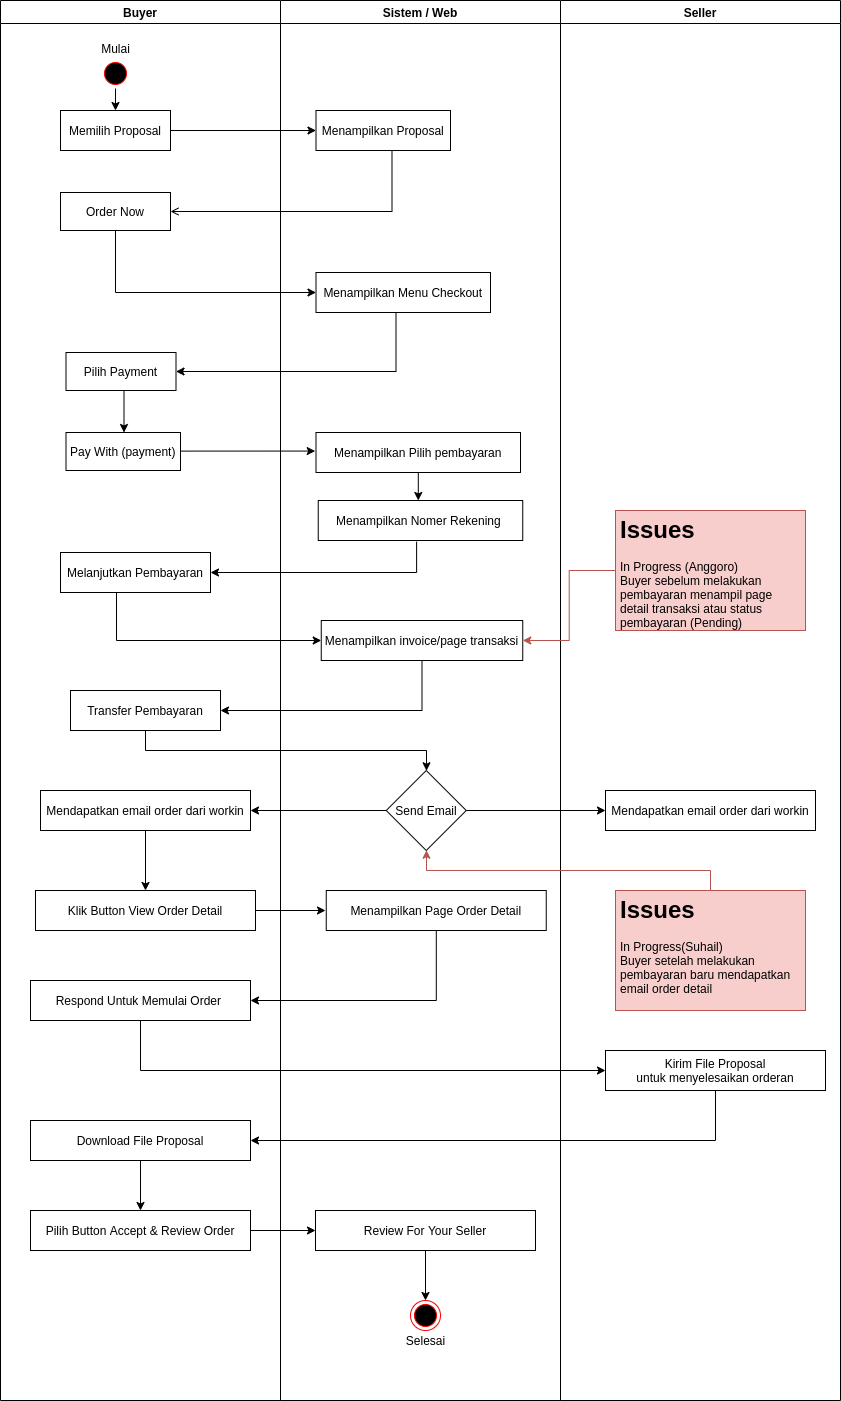 Buyer
Sistem / Web
Seller
Mulai
Memilih Proposal
Menampilkan Proposal
Order Now
Menampilkan Menu Checkout
Pilih Payment
Pay With (payment)
Menampilkan Pilih pembayaran
Menampilkan Nomer Rekening
Issues
In Progress (Anggoro)
Buyer sebelum melakukan
pembayaran menampil page
detail transaksi atau status
pembayaran (Pending)
Melanjutkan Pembayaran
Menampilkan invoice/page transaksi
Transfer Pembayaran
Send Email
Mendapatkan email order dari workin
Mendapatkan email order dari workin
Klik Button View Order Detail
Menampilkan Page Order Detail
Issues
In Progress(Suhail)
Buyer setelah melakukan
pembayaran baru mendapatkan
email order detail
Respond Untuk Memulai Order
Kirim File Proposal
untuk menyelesaikan orderan
Download File Proposal
Pilih Button Accept & Review Order
Review For Your Seller
Selesai